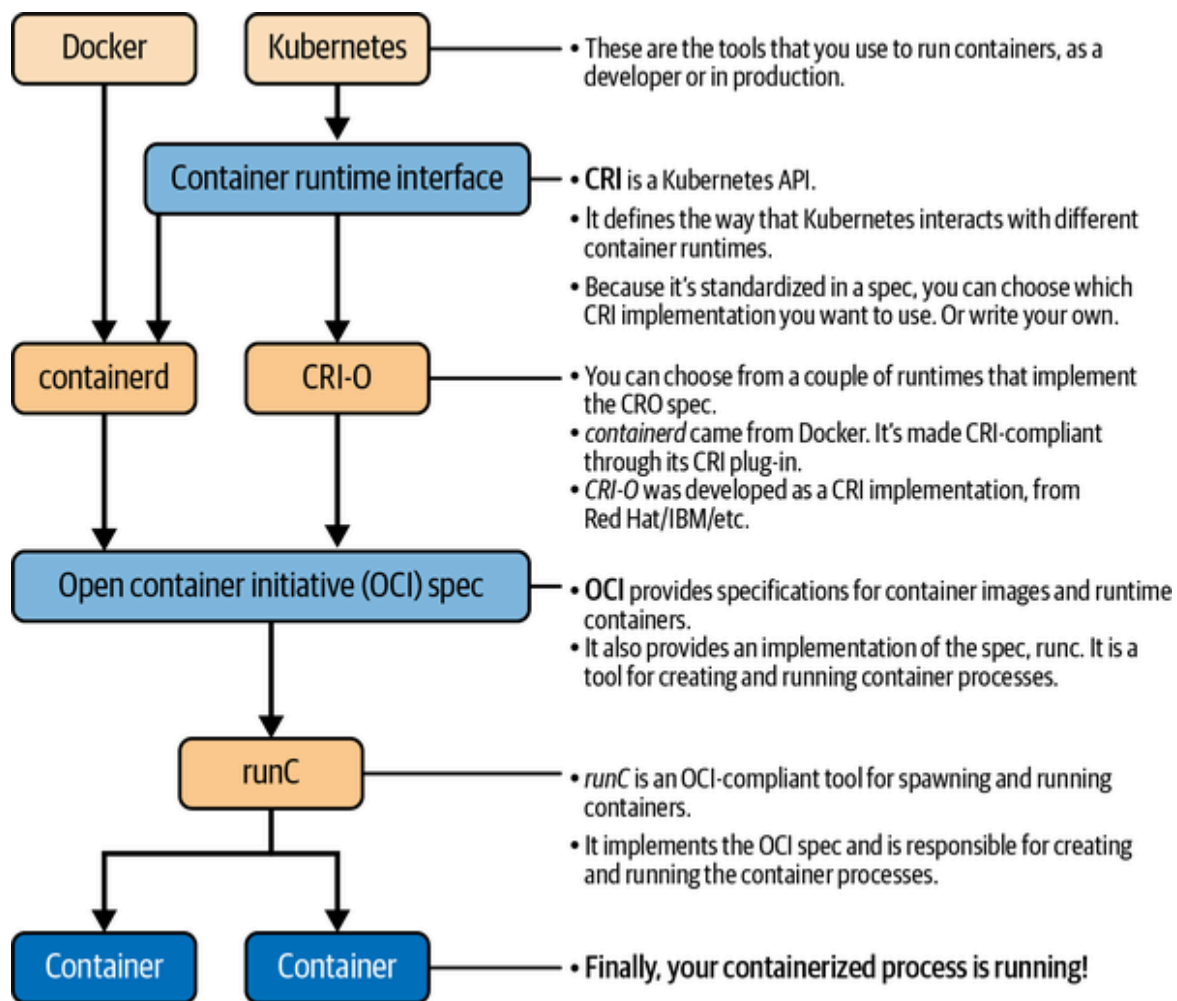 Docker
Kubernetes
• These are the tools that you use to run containers, as a
developer or in production.
Container runtime interface
• CRI is a Kubernetes API.
• It defines the way that Kubernetes interacts with different
container runtimes.
• Because it's standardized in a spec, you can choose which
CRI implementation you want to use. Or write your own.
containerd
CRI-O
• You can choose from a couple of runtimes that implement
the CRO spec.
• containerd came from Docker. It's made CRI-compliant
through its CRI plug-in.
• CRI-O was developed as a CRI implementation, from
Red Hat/IBM/etc.
Open container initiative (OCI) spec
• OCI provides specifications for container images and runtime
containers.
• It also provides an implementation of the spec, runc. It is a
tool for creating and running container processes.
runC
• runC is an OCI-compliant tool for spawning and running
containers.
• It implements the OCI spec and is responsible for creating
and running the container processes.
Container
Container
• Finally, your containerized process is running!